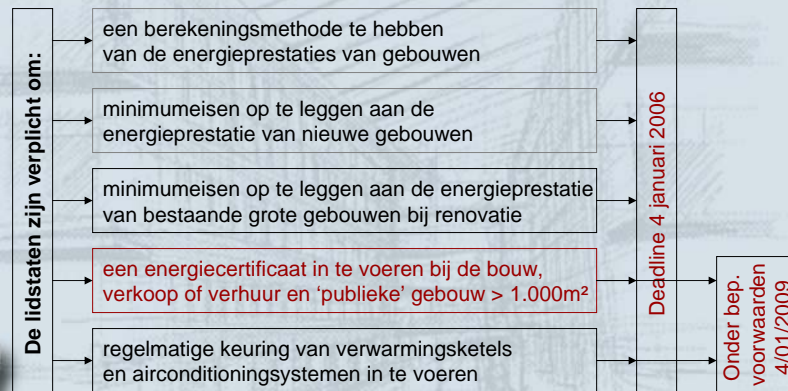 De lidstaten zijn verplicht om:
een berekeningsmethode te hebben
van de energieprestaties van gebouwen
minimumeisen op te leggen aan de
energieprestatie van nieuwe gebouwen
minimumeisen op te leggen aan de energieprestatie
van bestaande grote gebouwen bij renovatie
een energiecertificaat in te voeren bij de bouw,
verkoop of verhuur en ‘publieke’ gebouw > 1.000m²
regelmatige keuring van verwarmingsketels
en airconditioningsystemen in te voeren
Deadline 4 januari 2006
Onder bep.
voorwaarden
4/01/2009